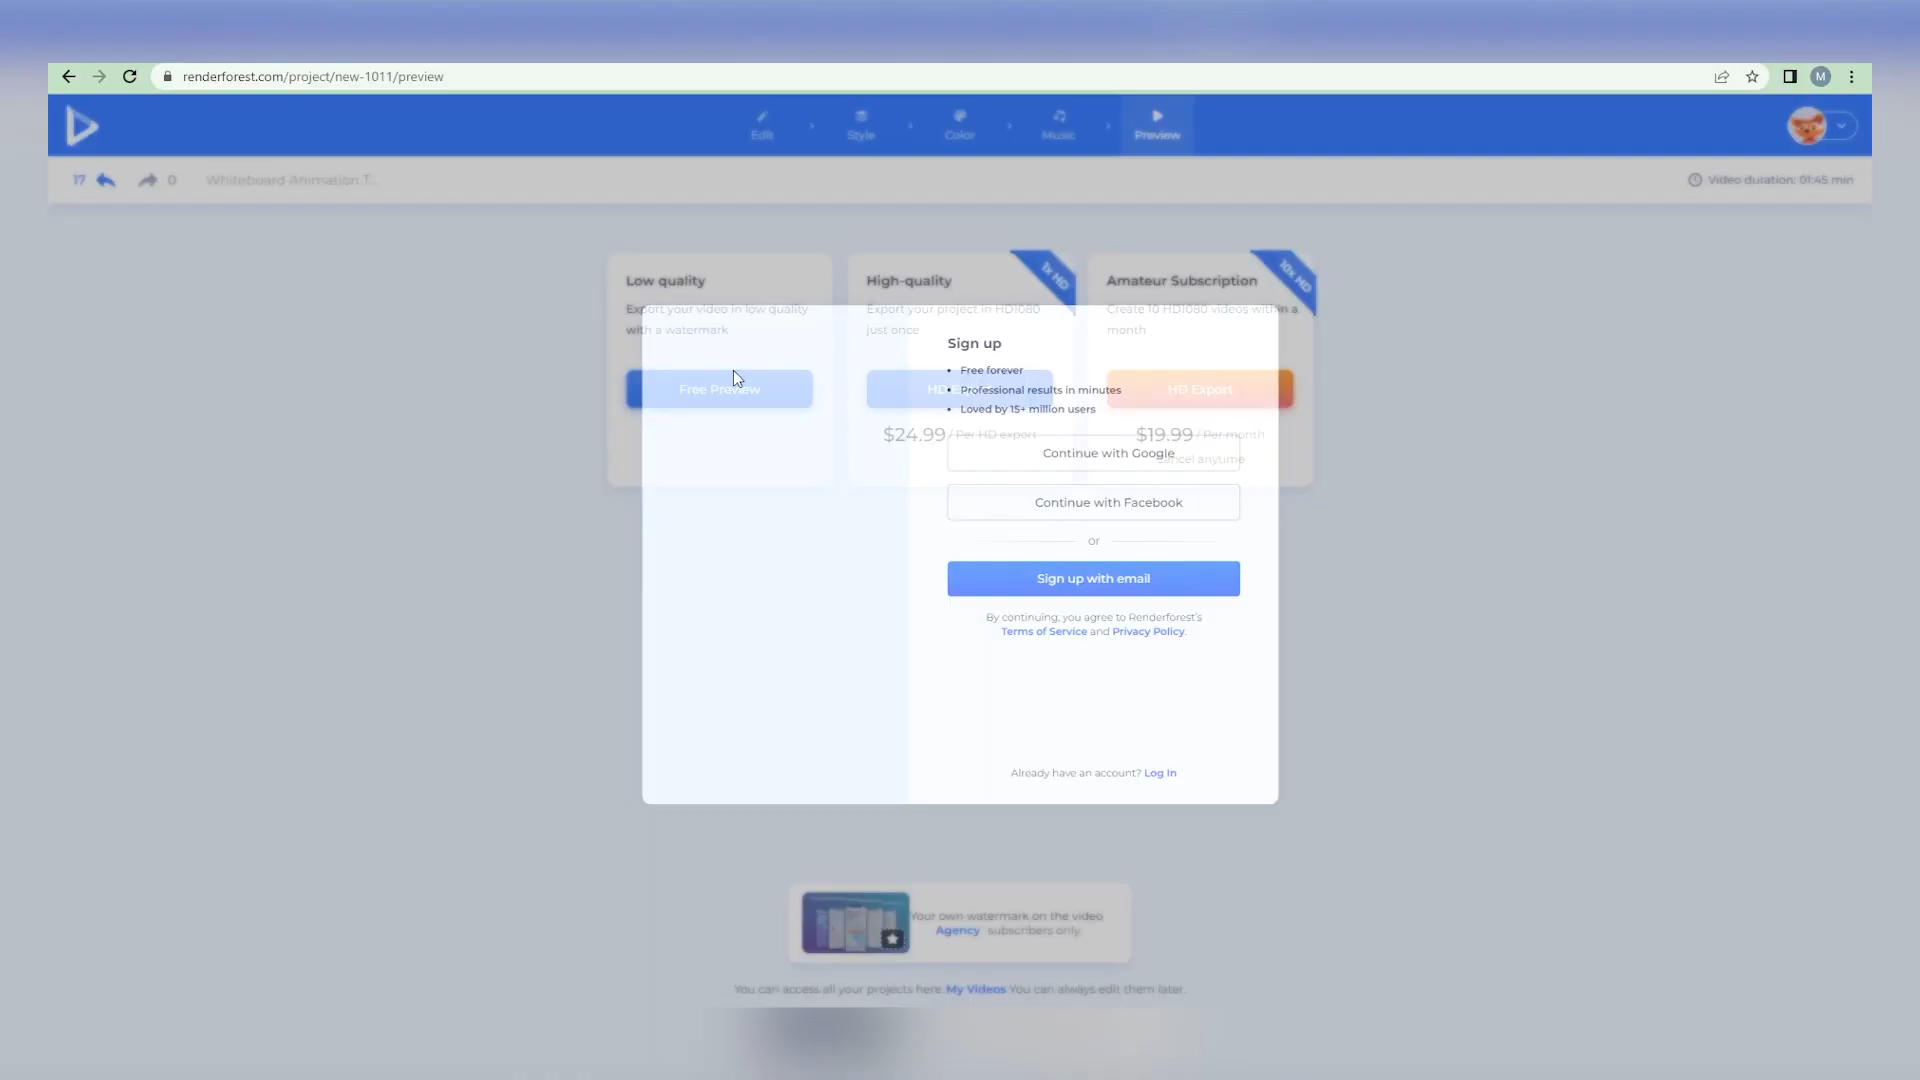 renderforest.com/project/new-1011/preview
M
Edit
Style
Color
Music
Preview
17
0
Whiteboard Animation T...
Video duration: 01:45 min
Low quality
Export your video in low quality
with a watermark
Free Preview
1x HD
High-quality
Export your project in HD1080
just once
HD
$24.99 / Per HD export
10x HD
Amateur Subscription
Create 10 HD1080 videos within a
month
HD Export
$19.99 / Per month
Cancel anytime
Sign up
• Free forever
• Professional results in minutes
• Loved by 15+ million users
Continue with Google
Continue with Facebook
or
Sign up with email
By continuing, you agree to Renderforest's
Terms of Service and Privacy Policy.
Already have an account? Log In
Your own watermark on the video
Agency subscribers only
You can access all your projects here. My Videos You can always edit them later.